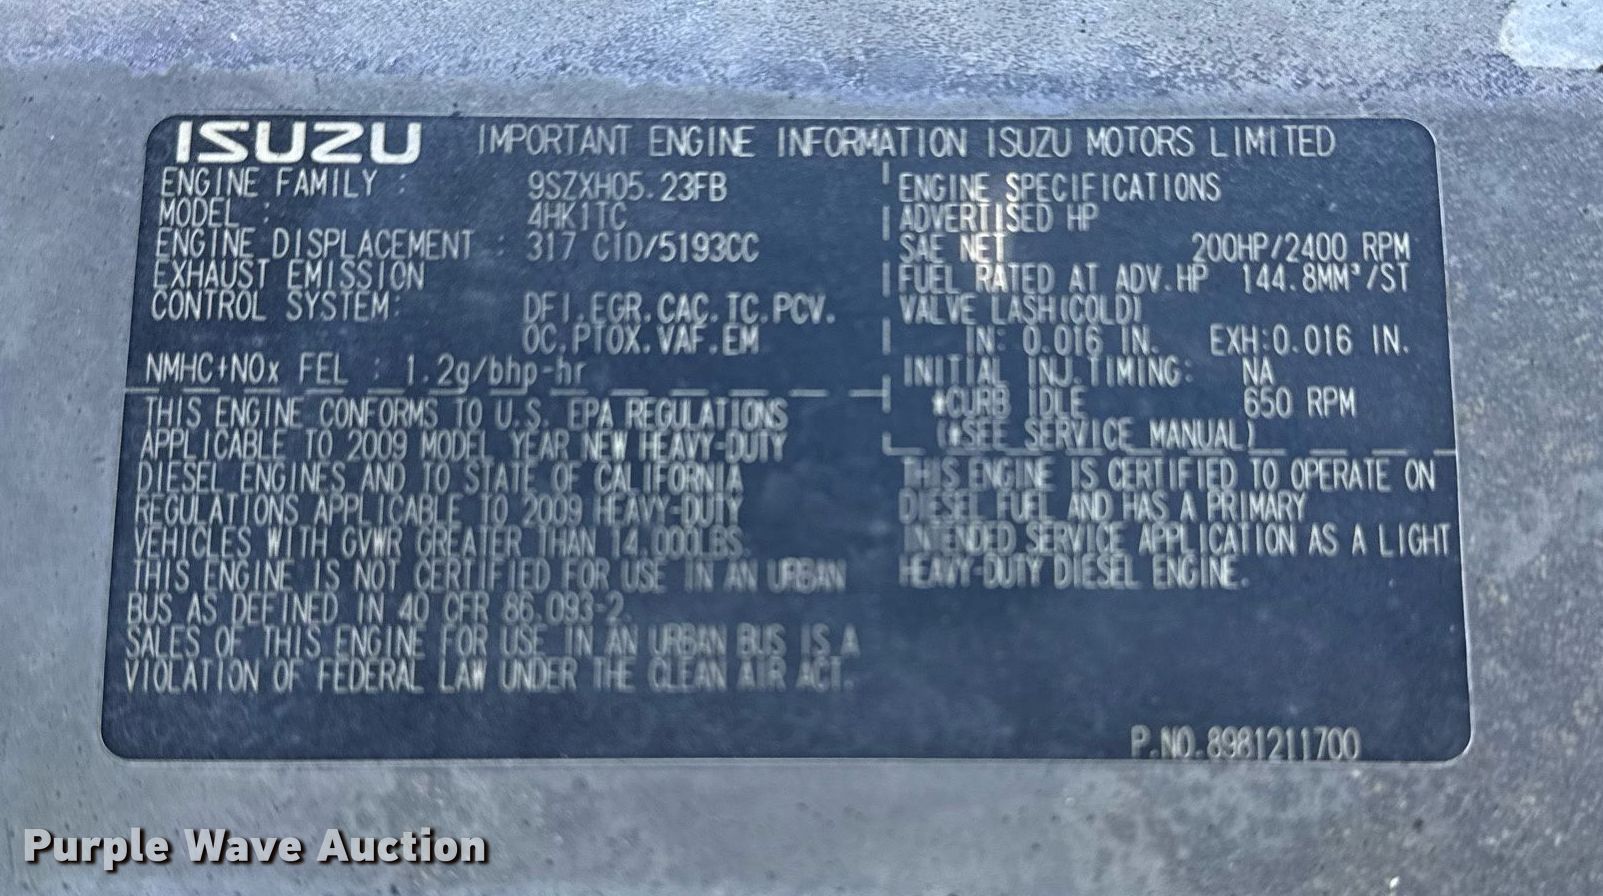 ISUZU IMPORTANT ENGINE INFORMATION ISUZU MOTORS LIMITED
ENGINE FAMILY : 9SZXH05.23FB
MODEL : 4HK1TC
ENGINE DISPLACEMENT : 317 CID/5193CC
EXHAUST EMISSION
CONTROL SYSTEM: DFI.EGR.CAC.TC.PCV.
OC.PTOX.VAF.EM
NMHC+NOx FEL : 1.2g/bhp-hr
THIS ENGINE CONFORMS TO U.S. EPA REGULATIONS
APPLICABLE TO 2009 MODEL YEAR NEW HEAVY-DUTY
DIESEL ENGINES AND TO STATE OF CALIFORNIA
REGULATIONS APPLICABLE TO 2009 HEAVY-DUTY
VEHICLES WITH GVWR GREATER THAN 14.000LBS.
THIS ENGINE IS NOT CERTIFIED FOR USE IN AN URBAN
BUS AS DEFINED IN 40 CFR 86.093-2.
SALES OF THIS ENGINE FOR USE IN AN URBAN BUS IS A
VIOLATION OF FEDERAL LAW UNDER THE CLEAN AIR ACT.
ENGINE SPECIFICATIONS
ADVERTISED HP
SAE NET 200HP/2400 RPM
FUEL RATED AT ADV.HP 144.8MM³/ST
VALVE LASH(COLD)
IN: 0.016 IN. EXH:0.016 IN.
INITIAL INJ.TIMING: NA
*CURB IDLE 650 RPM
(*SEE SERVICE MANUAL)
THIS ENGINE IS CERTIFIED TO OPERATE ON
DIESEL FUEL AND HAS A PRIMARY
INTENDED SERVICE APPLICATION AS A LIGHT
HEAVY-DUTY DIESEL ENGINE.
P.NO.8981211700
Purple Wave Auction